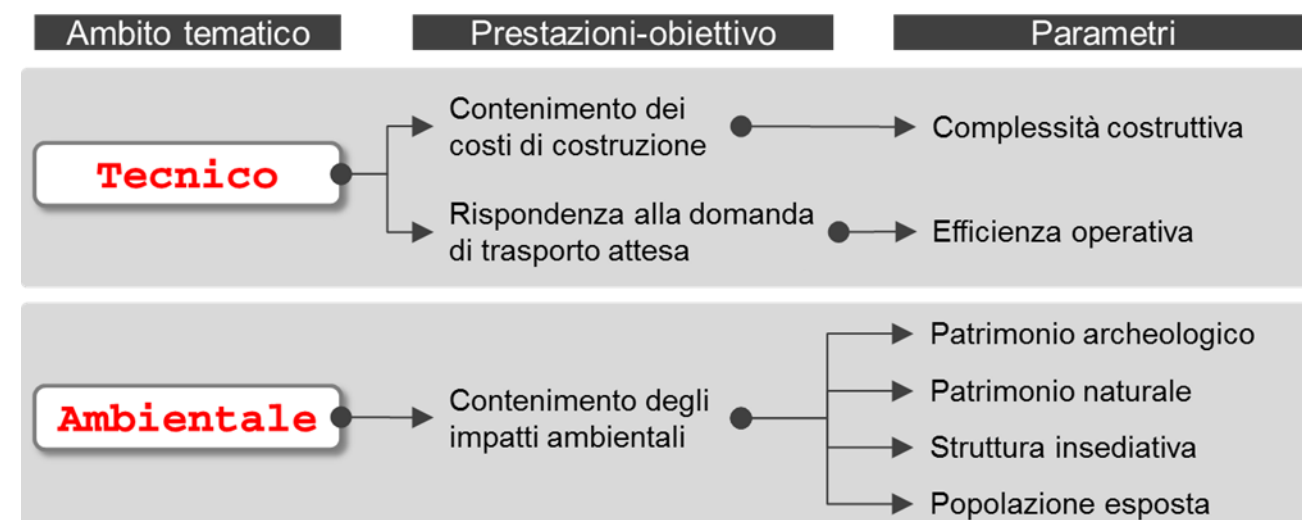 Ambito tematico Prestazioni-obiettivo Parametri
Tecnico
Contenimento dei
costi di costruzione
Complessità costruttiva
Rispondenza alla domanda
di trasporto attesa
Efficienza operativa
Ambientale
Contenimento degli
impatti ambientali
Patrimonio archeologico
Patrimonio naturale
Struttura insediativa
Popolazione esposta